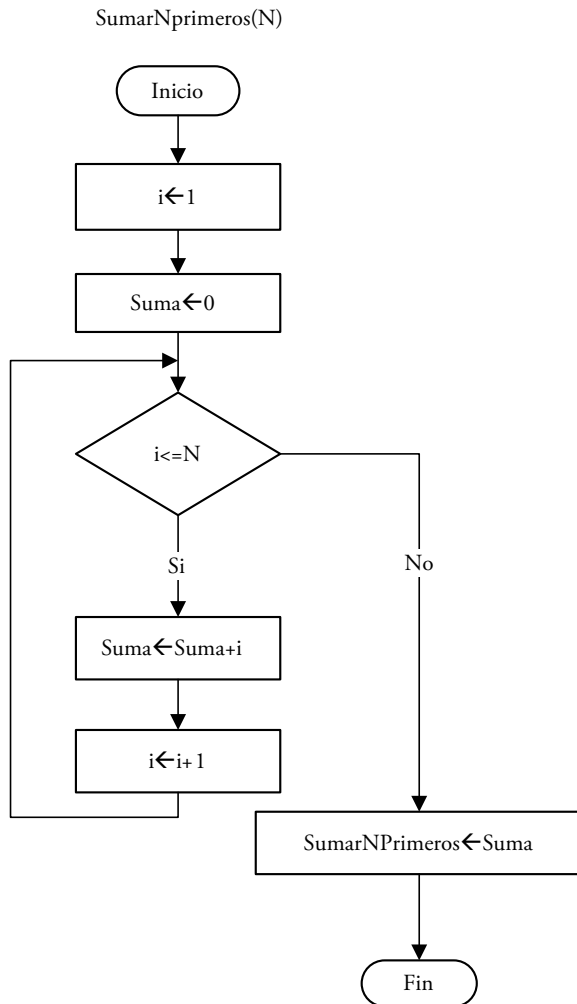 SumarNprimeros(N)
Inicio
i←1
Suma←0
i<=N
Si
No
Suma←Suma+i
i←i+1
SumarNPrimeros←Suma
Fin